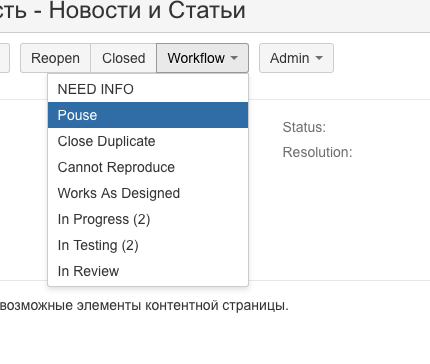 сть - Новости и Статьи
Reopen Closed Workflow Admin
NEED INFO
Pouse
Close Duplicate
Cannot Reproduce
Works As Designed
In Progress (2)
In Testing (2)
In Review
Status:
Resolution:
возможные элементы контентной страницы.